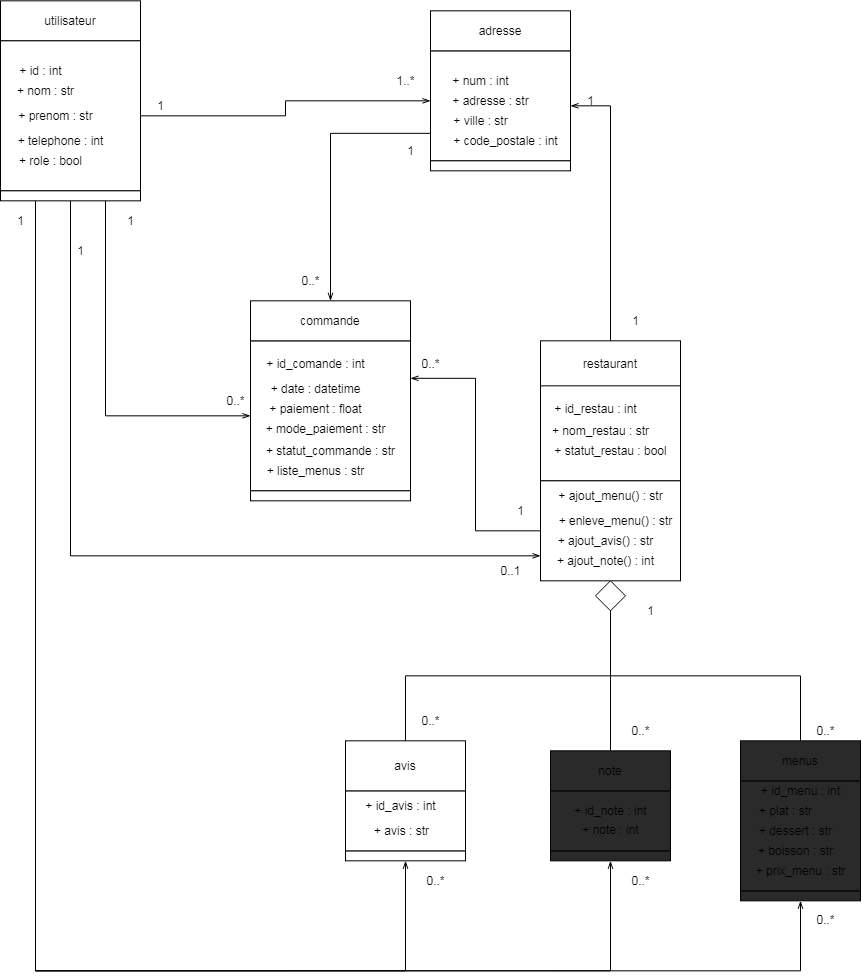 utilisateur
+ id : int
+ nom : str
+ prenom : str
+ telephone : int
+ role : bool
adresse
+ num : int
+ adresse : str
+ ville : str
+ code_postale : int
1
1..*
1
1
1
1
1
0..*
1
commande
+ id_comande : int
+ date : datetime
+ paiement : float
+ mode_paiement : str
+ statut_commande : str
+ liste_menus : str
0..*
0..*
restaurant
+ id_restau : int
+ nom_restau : str
+ statut_restau : bool
+ ajout_menu() : str
+ enleve_menu() : str
+ ajout_avis() : str
+ ajout_note() : int
1
0..1
1
0..*
0..*
0..*
avis
+ id_avis : int
+ avis : str
note
+ id_note : int
+ note : int
menus
+ id_menu : int
+ plat : str
+ dessert : str
+ boisson : str
+ prix_menu : str
0..*
0..*
0..*